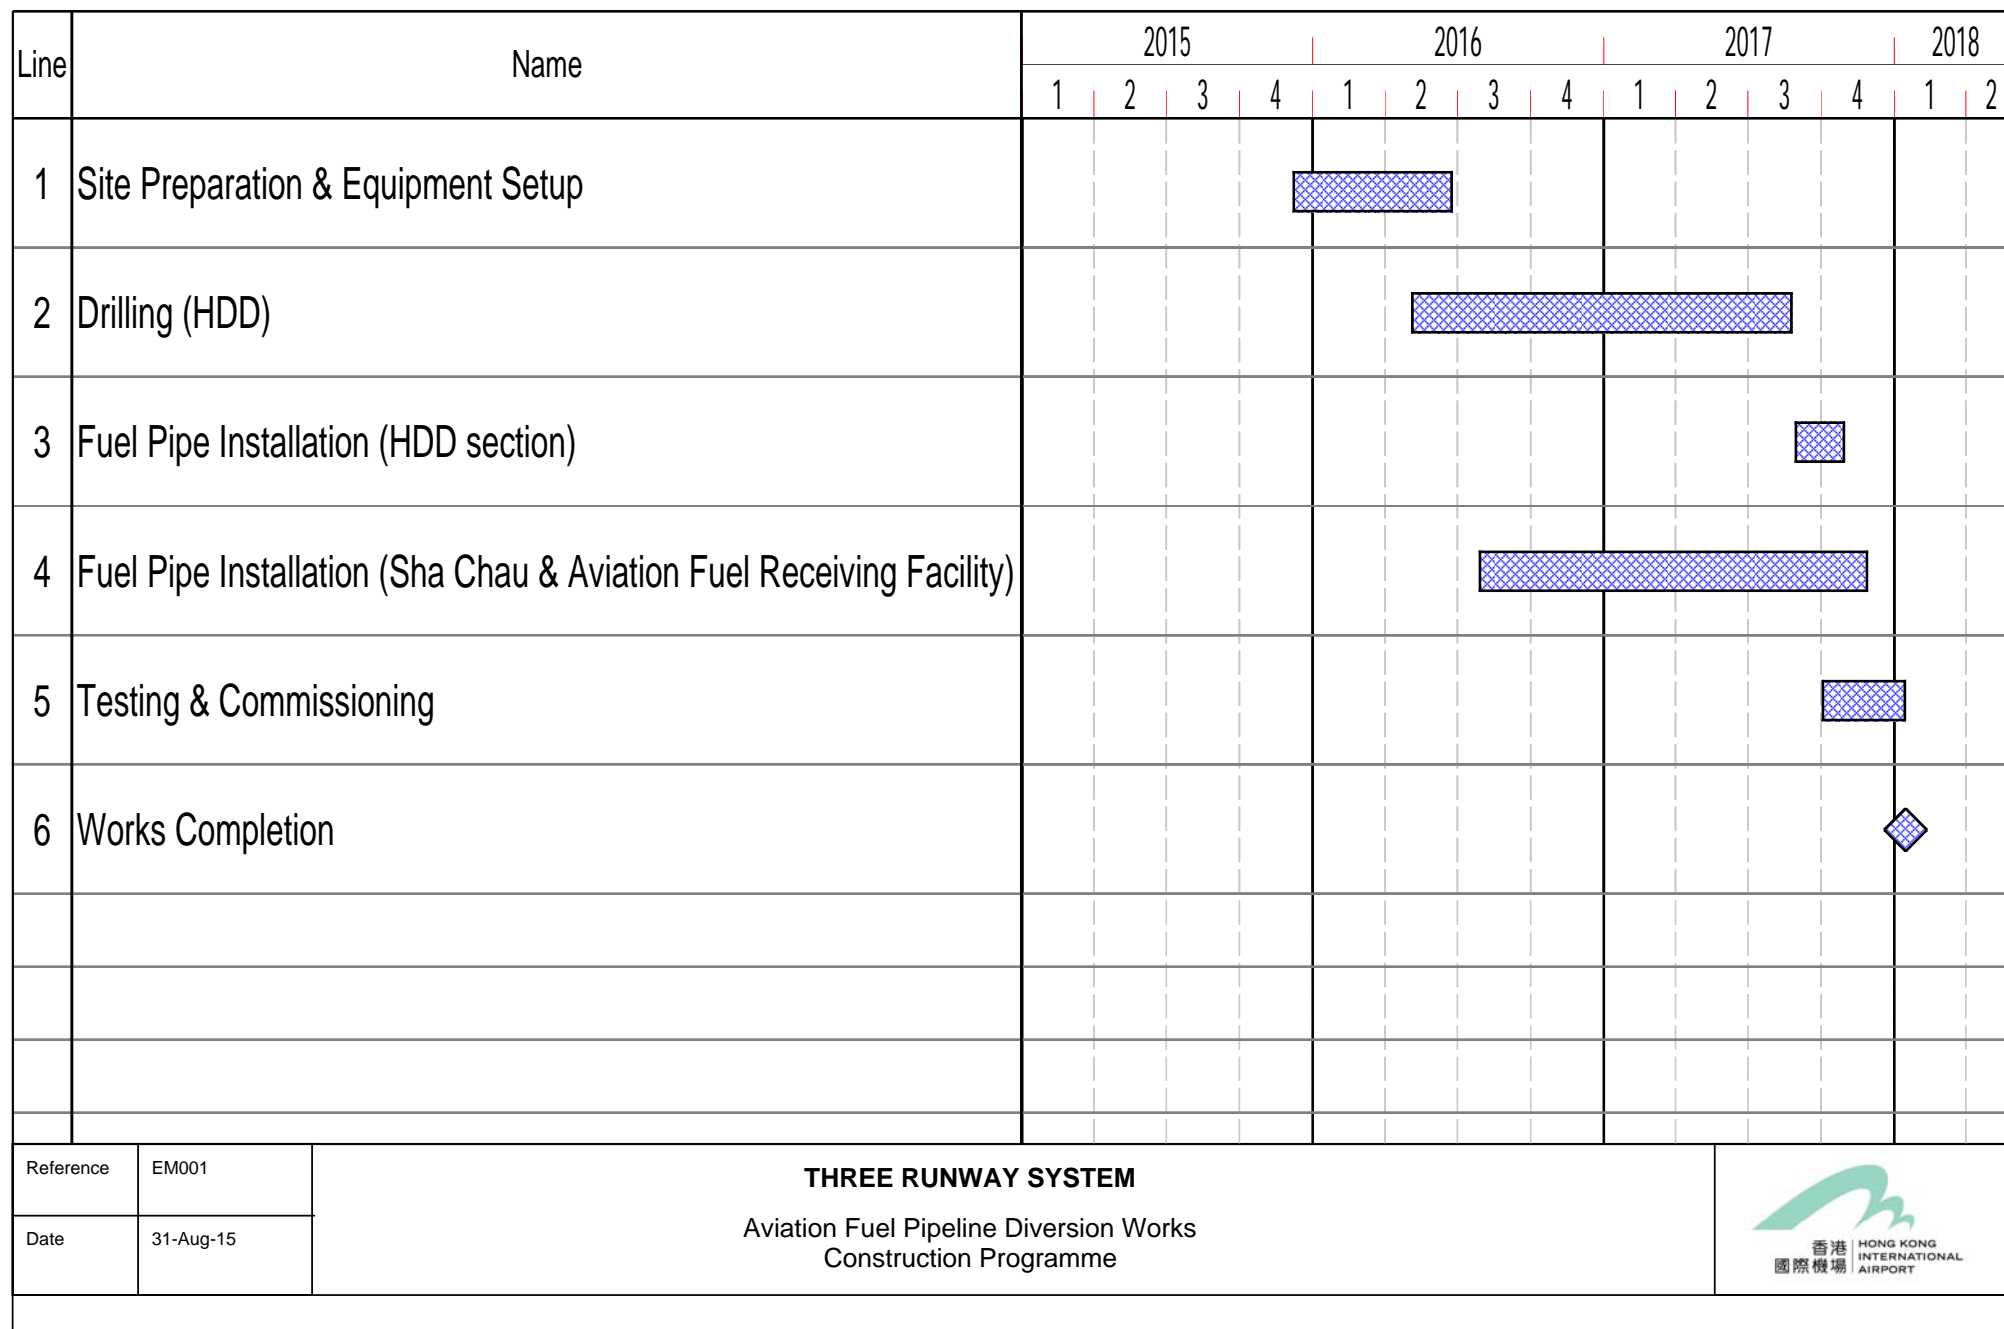 Line Name 2015 2016 2017 2018
1 2 3 4 1 2 3 4 1 2 3 4 1 2
1 Site Preparation & Equipment Setup
2 Drilling (HDD)
3 Fuel Pipe Installation (HDD section)
4 Fuel Pipe Installation (Sha Chau & Aviation Fuel Receiving Facility)
5 Testing & Commissioning
6 Works Completion
Reference EM001
Date 31-Aug-15
THREE RUNWAY SYSTEM
Aviation Fuel Pipeline Diversion Works
Construction Programme
香港
國際機場
HONG KONG
INTERNATIONAL
AIRPORT